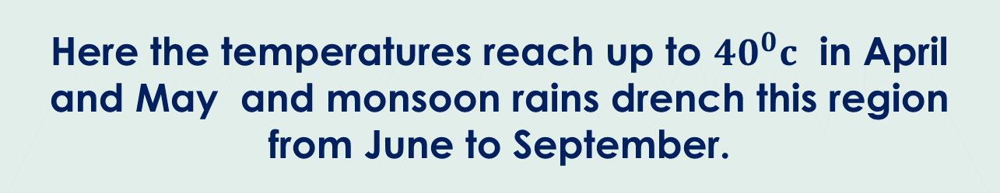 Here the temperatures reach up to 40⁰c in April
and May and monsoon rains drench this region
from June to September.